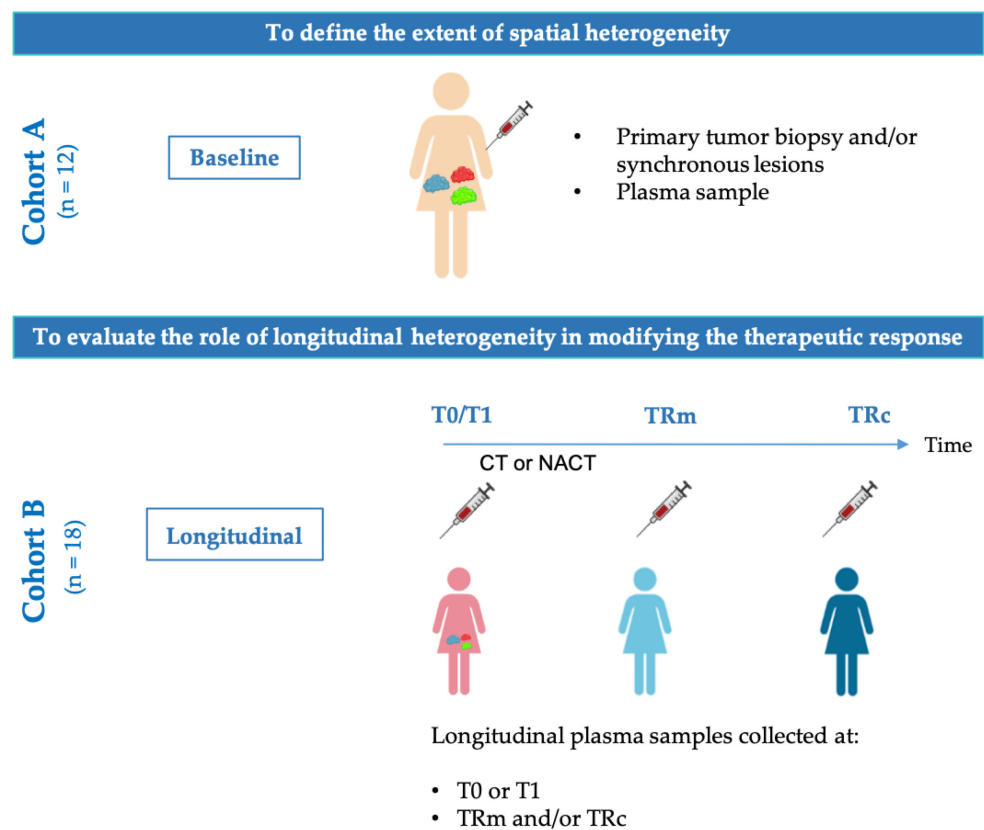 To define the extent of spatial heterogeneity
Cohort A
(n = 12)
Baseline
• Primary tumor biopsy and/or
synchronous lesions
• Plasma sample
To evaluate the role of longitudinal heterogeneity in modifying the therapeutic response
T0/T1
TRm
TRc
Time
CT or NACT
Cohort B
(n = 18)
Longitudinal
Longitudinal plasma samples collected at:
• T0 or T1
• TRm and/or TRc